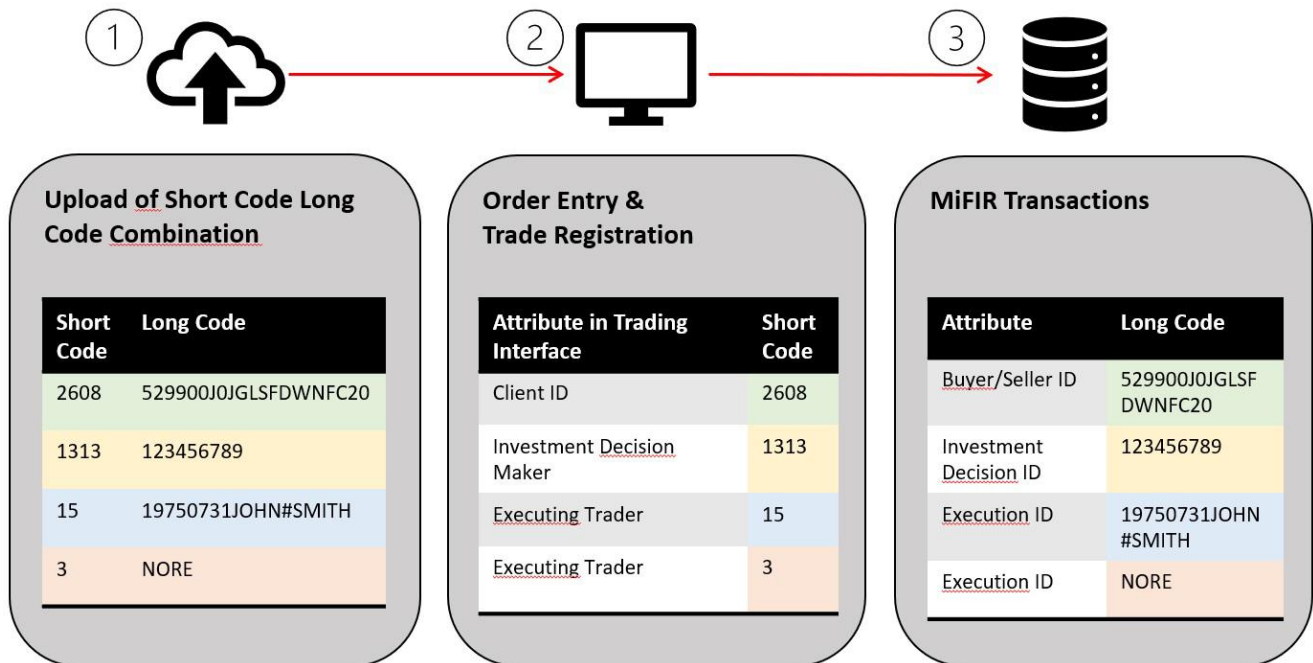 1
2
3
Upload of Short Code Long
Code Combination
Short Long Code
Code
2608 529900J0JGLSFDWNFC20
1313 123456789
15 19750731JOHN#SMITH
3 NORE
Order Entry &
Trade Registration
Attribute in Trading Short
Interface Code
Client ID 2608
Investment Decision 1313
Maker
Executing Trader 15
Executing Trader 3
MiFIR Transactions
Attribute Long Code
Buyer/Seller ID 529900J0JGLSF
DWNFC20
Investment 123456789
Decision ID
Execution ID 19750731JOHN
#SMITH
Execution ID NORE